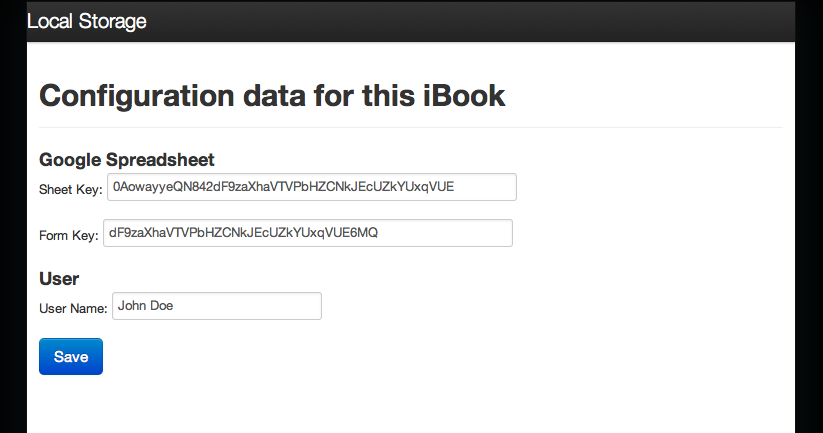 Local Storage
Configuration data for this iBook
Google Spreadsheet
Sheet Key: 0AowayyeQN842dF9zaXhaVTVPbHZCNkJEcUZkYUxqVUE
Form Key: dF9zaXhaVTVPbHZCNkJEcUZkYUxqVUE6MQ
User
User Name: John Doe
Save